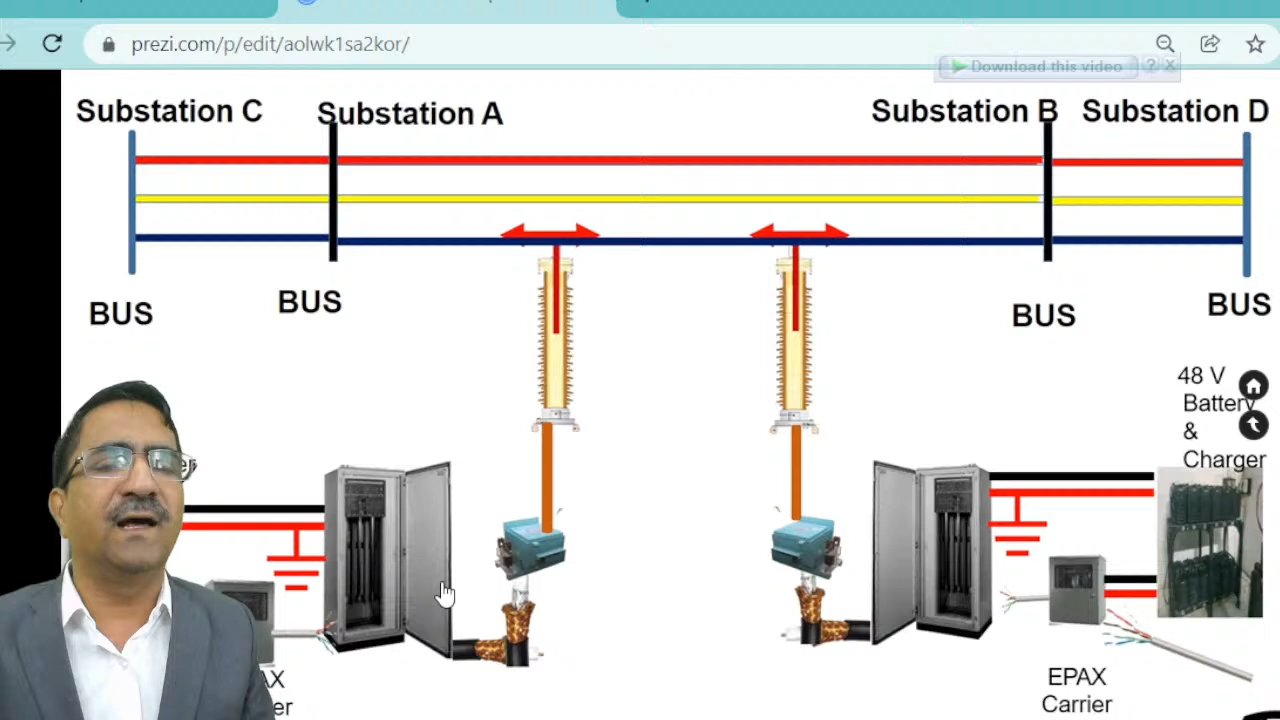 prezi.com/p/edit/aolwk1sa2kor/
Download this video
Substation C
Substation A
Substation B
Substation D
BUS
BUS
BUS
BUS
48 V
Battery
&
Charger
EPAX
Carrier